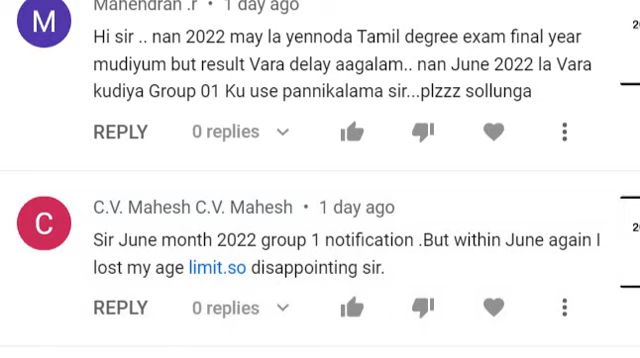 M
Mahendran .r • 1 day ago
Hi sir .. nan 2022 may la yennoda Tamil degree exam final year
mudiyum but result Vara delay aagalam.. nan June 2022 la Vara
kudiya Group 01 Ku use pannikalama sir...plzzz sollunga
REPLY 0 replies
C
C.V. Mahesh C.V. Mahesh • 1 day ago
Sir June month 2022 group 1 notification .But within June again I
lost my age limit.so disappointing sir.
REPLY 0 replies